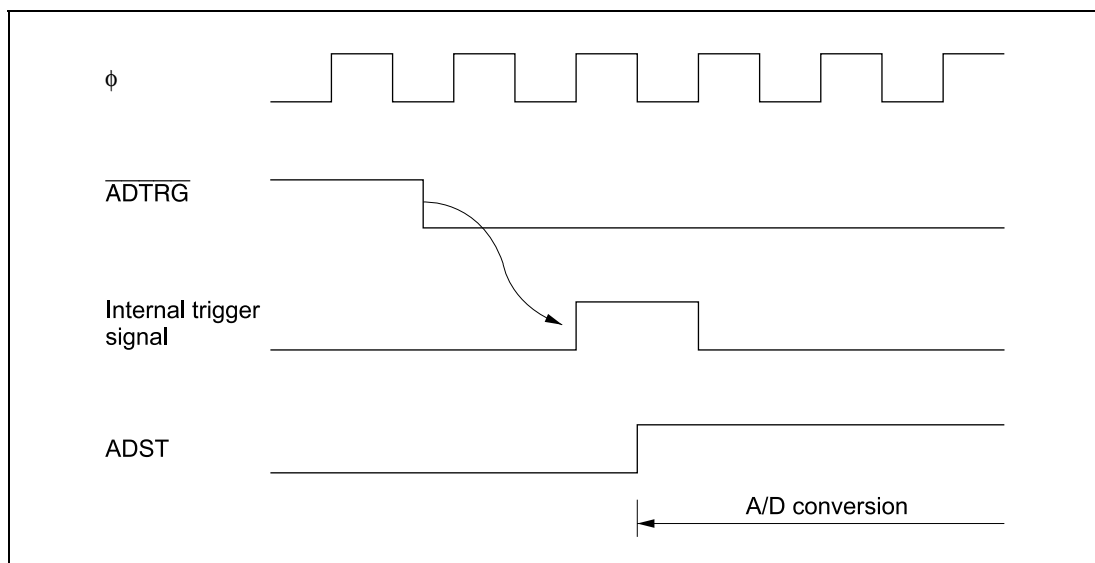 ϕ
ADTRG
Internal trigger
signal
ADST
A/D conversion